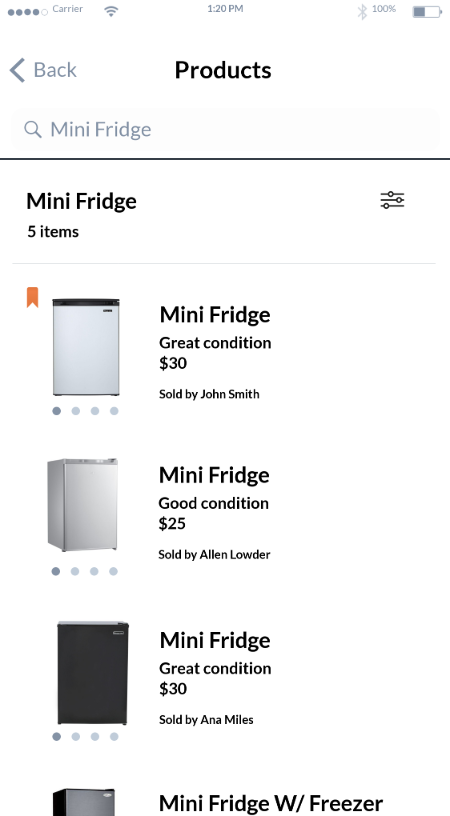 Carrier
1:20 PM
100%
Back
Products
Mini Fridge
Mini Fridge
5 items
Mini Fridge
Great condition
$30
Sold by John Smith
Mini Fridge
Good condition
$25
Sold by Allen Lowder
Mini Fridge
Great condition
$30
Sold by Ana Miles
Mini Fridge W/ Freezer